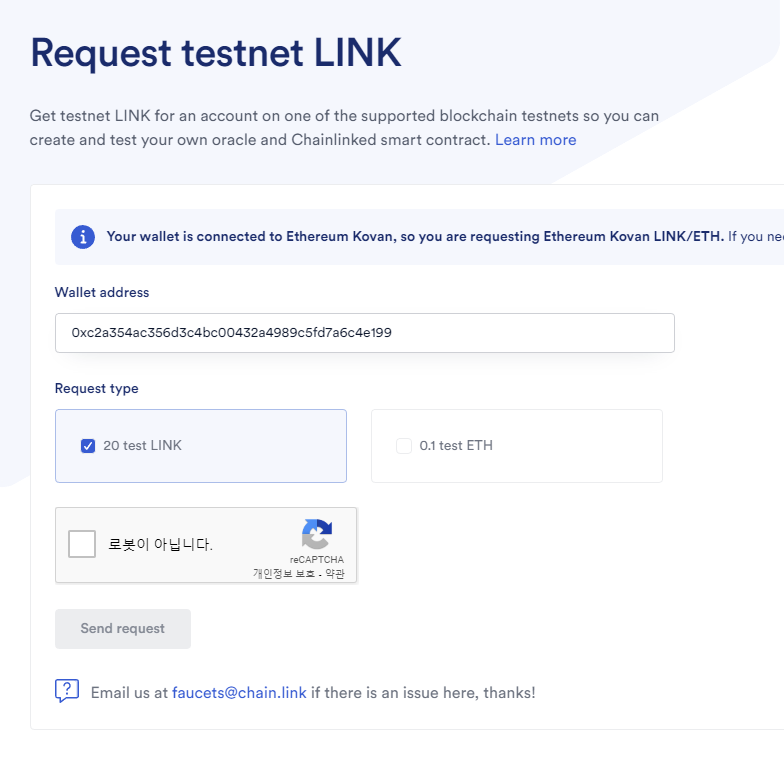 Request testnet LINK
Get testnet LINK for an account on one of the supported blockchain testnets so you can
create and test your own oracle and Chainlinked smart contract. Learn more
Your wallet is connected to Ethereum Kovan, so you are requesting Ethereum Kovan LINK/ETH. If you
Wallet address
0xc2a354ac356d3c4bc00432a4989c5fd7a6c4e199
Request type
20 test LINK
0.1 test ETH
로봇이 아닙니다.
reCAPTCHA
개인정보 보호 - 약관
Send request
Email us at faucets@chain.link if there is an issue here, thanks!